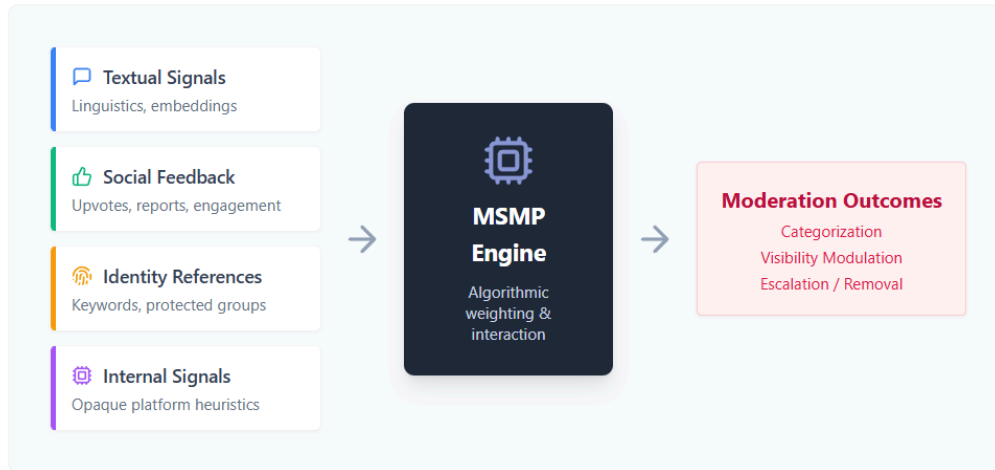 Textual Signals
Linguistics, embeddings
Social Feedback
Upvotes, reports, engagement
Identity References
Keywords, protected groups
Internal Signals
Opaque platform heuristics
MSMP
Engine
Algorithmic
weighting &
interaction
Moderation Outcomes
Categorization
Visibility Modulation
Escalation / Removal